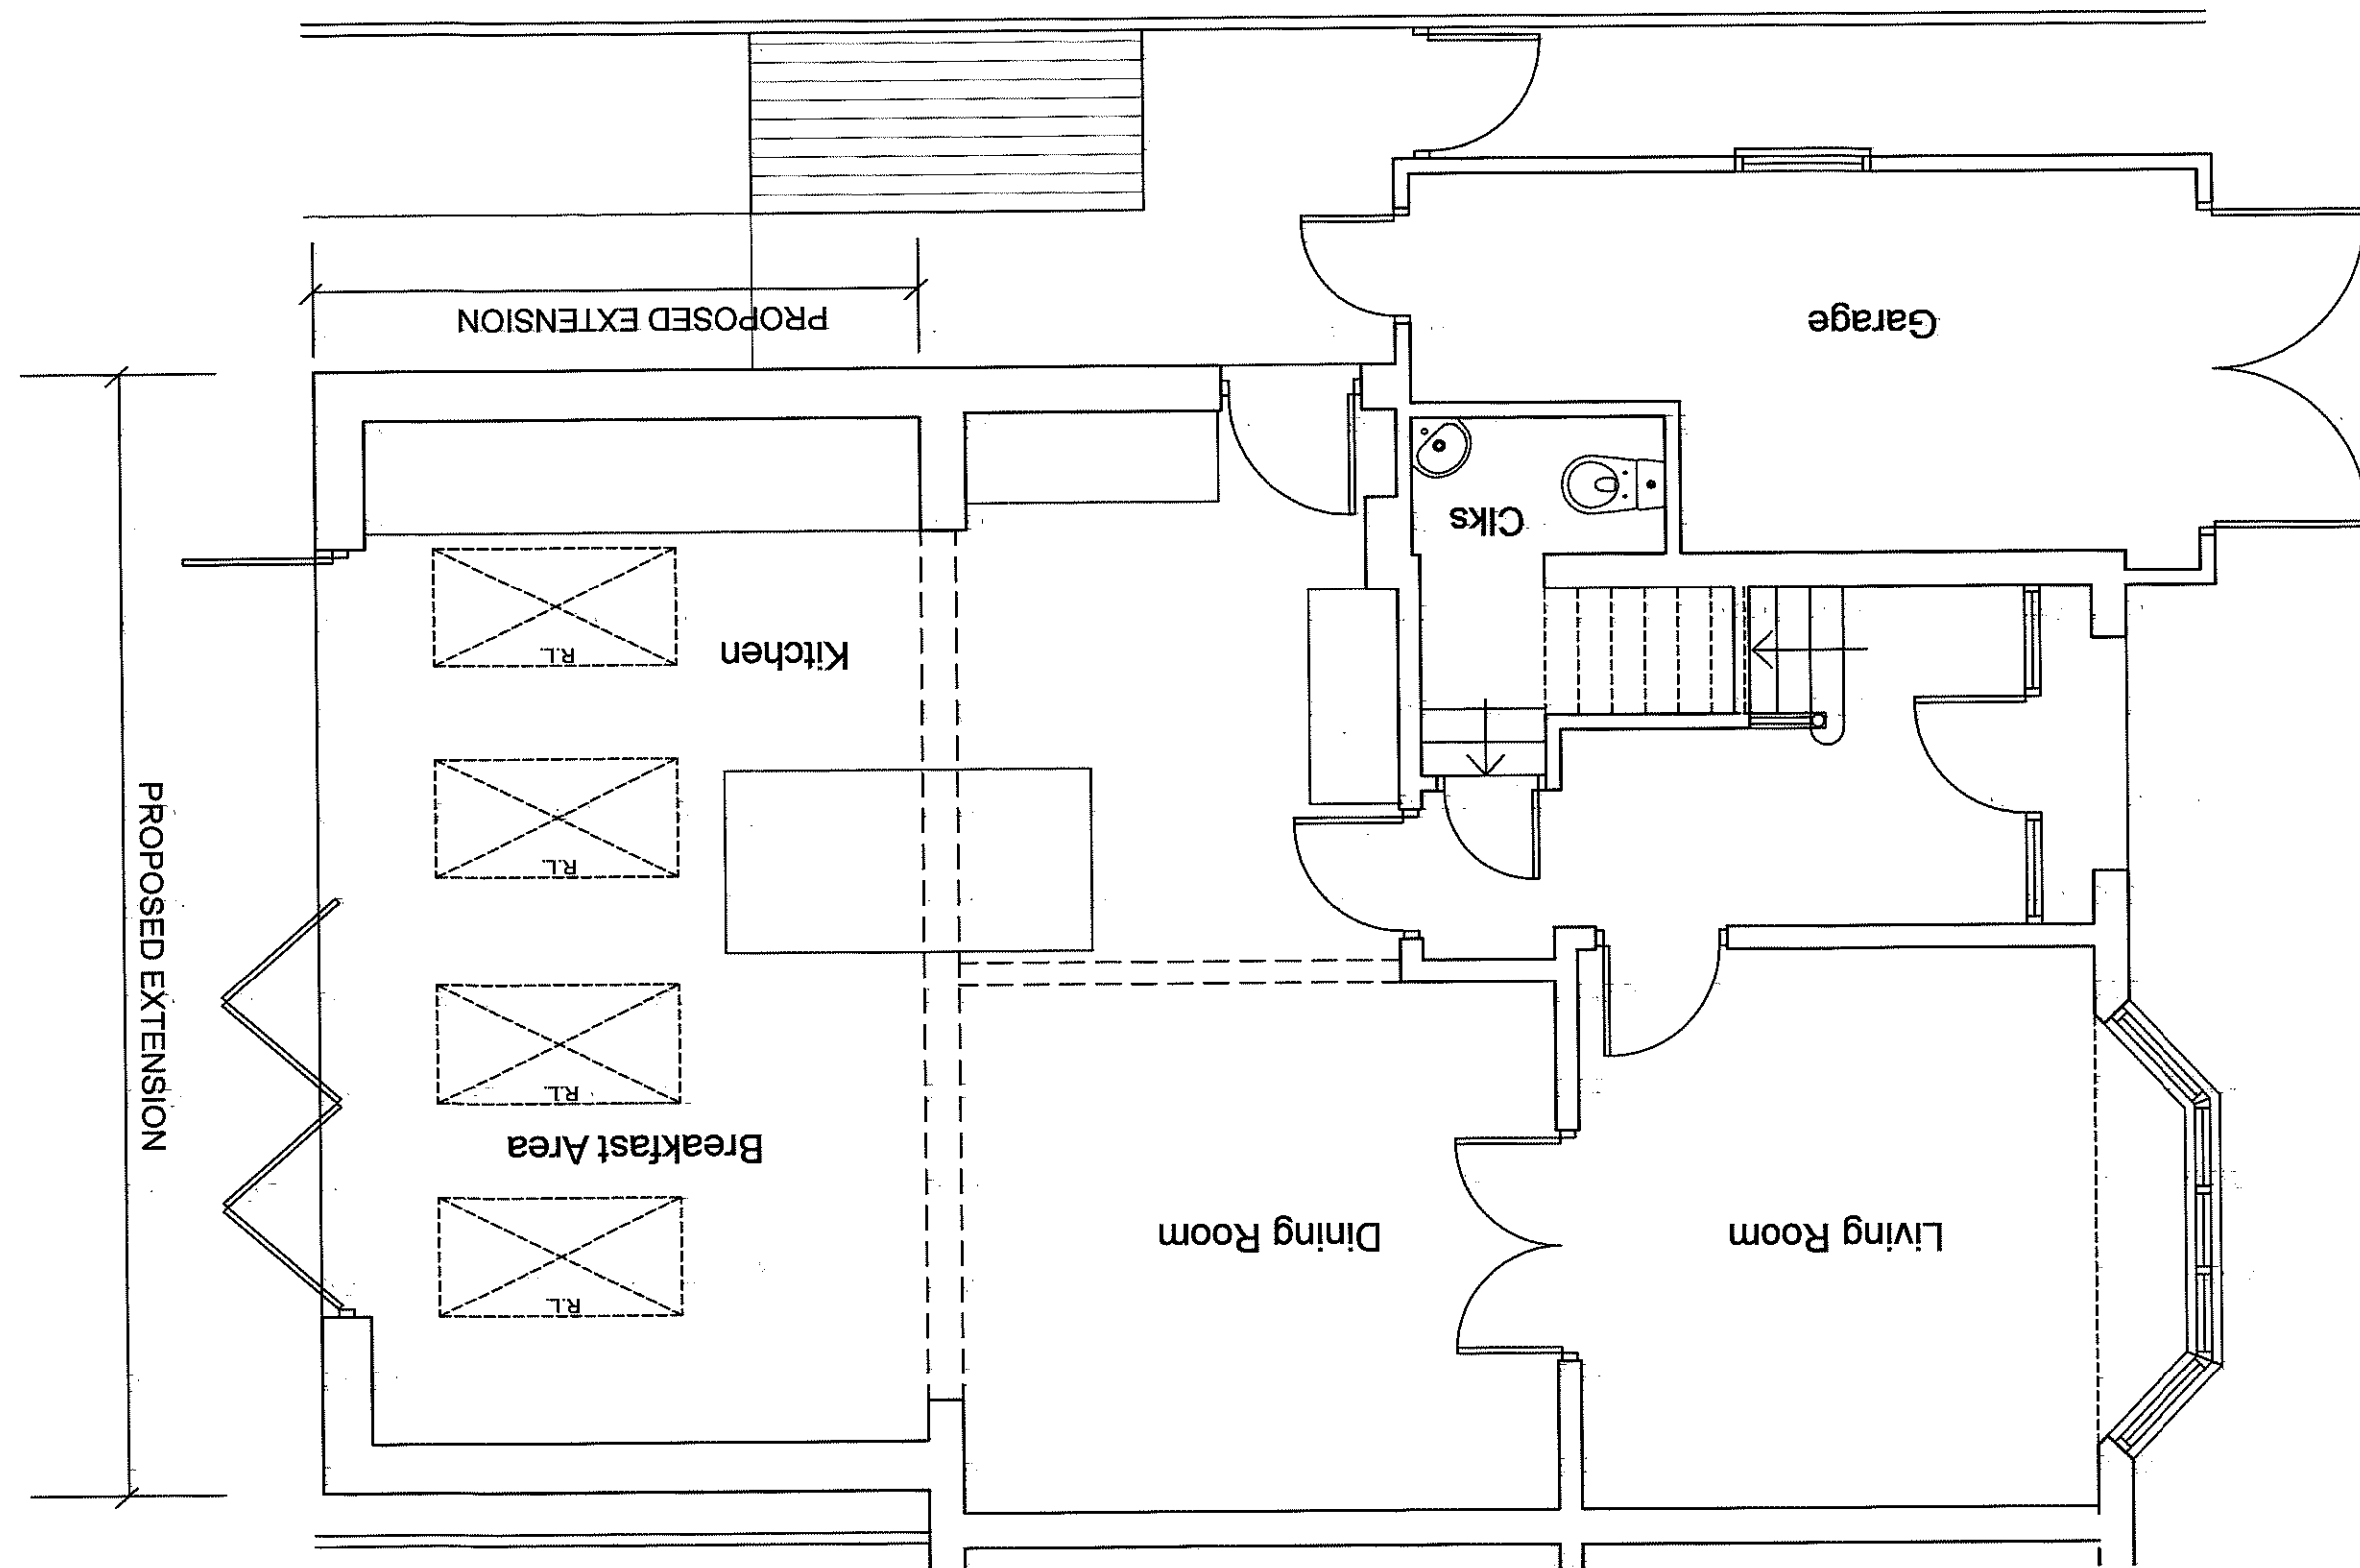 PROPOSED EXTENSION
Living Room
Dining Room
R.L.
Breakfast Area
R.L.
R.L.
Kitchen
R.L.
Clks
Garage
PROPOSED EXTENSION